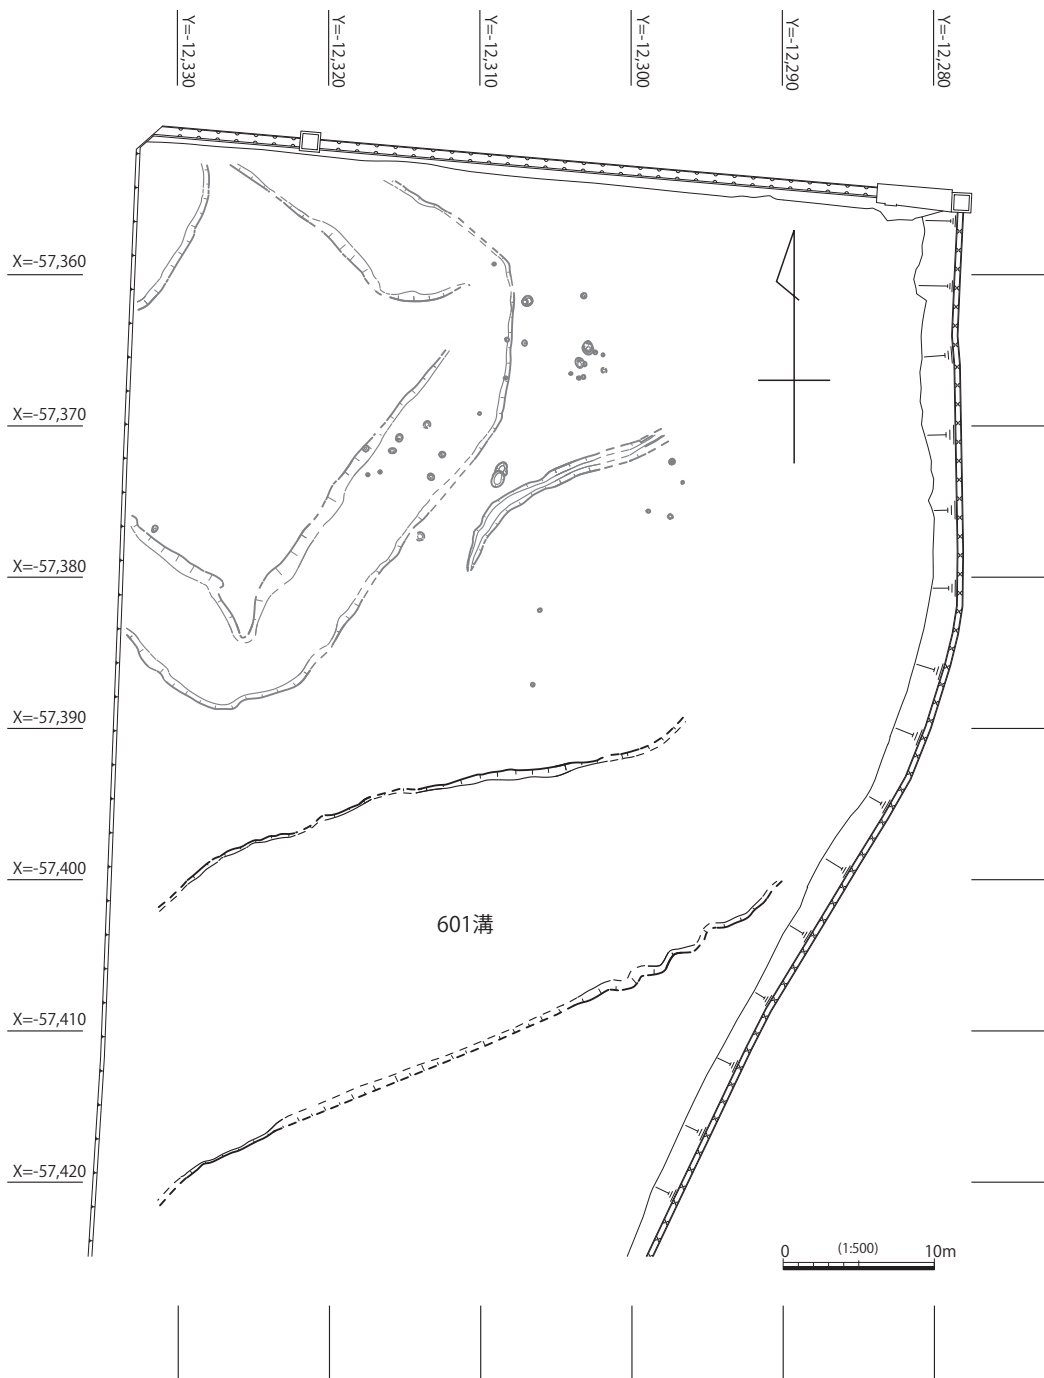 Y=-12,330
Y=-12,320
Y=-12,310
Y=-12,300
Y=-12,290
Y=-12,280
X=-57,360
X=-57,370
X=-57,380
X=-57,390
X=-57,400
601溝
X=-57,410
X=-57,420
0 (1:500) 10m